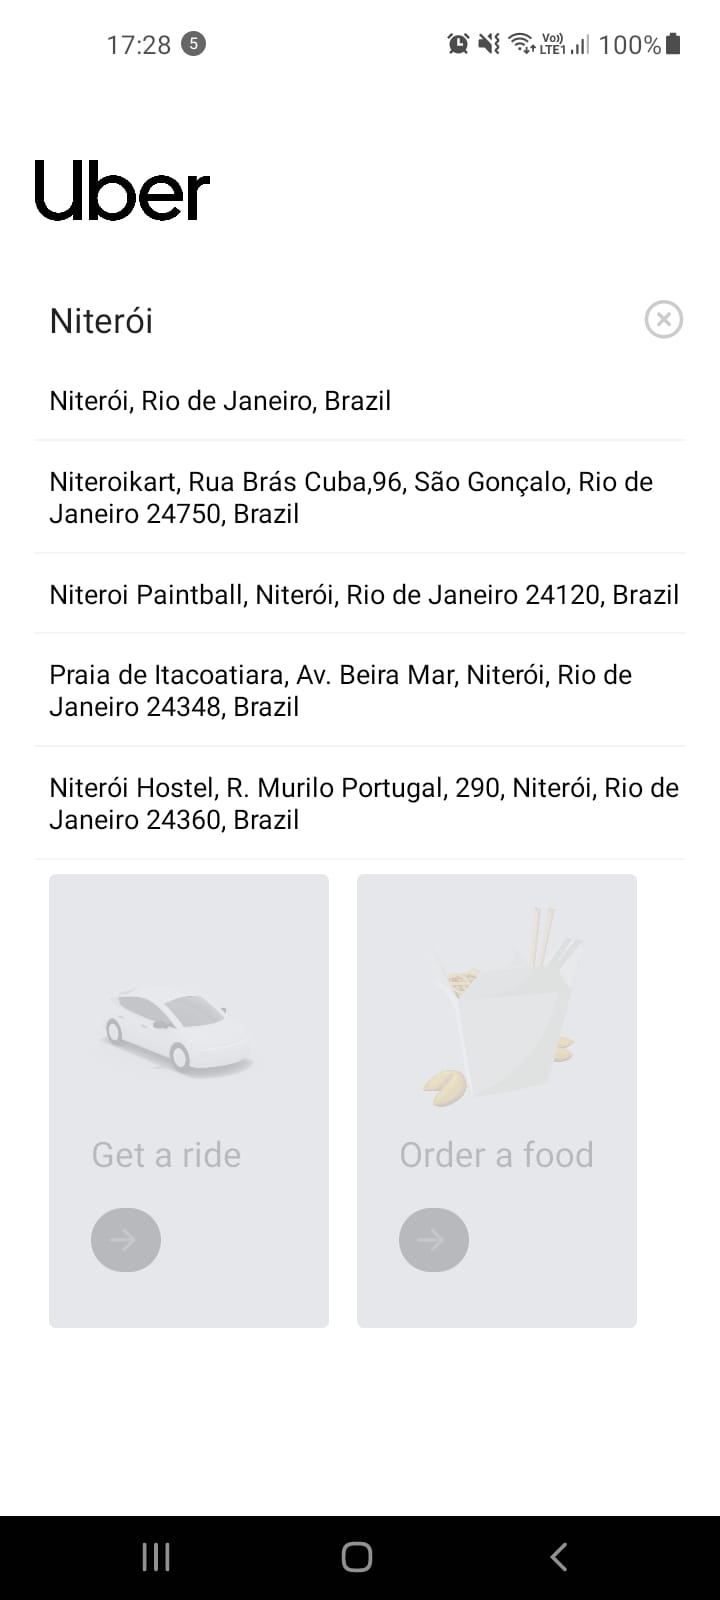 17:28 5 Vo)) LTE1 100%
Uber
Niterói
Niterói, Rio de Janeiro, Brazil
Niteroikart, Rua Brás Cuba,96, São Gonçalo, Rio de
Janeiro 24750, Brazil
Niteroi Paintball, Niterói, Rio de Janeiro 24120, Brazil
Praia de Itacoatiara, Av. Beira Mar, Niterói, Rio de
Janeiro 24348, Brazil
Niterói Hostel, R. Murilo Portugal, 290, Niterói, Rio de
Janeiro 24360, Brazil
Get a ride
Order a food